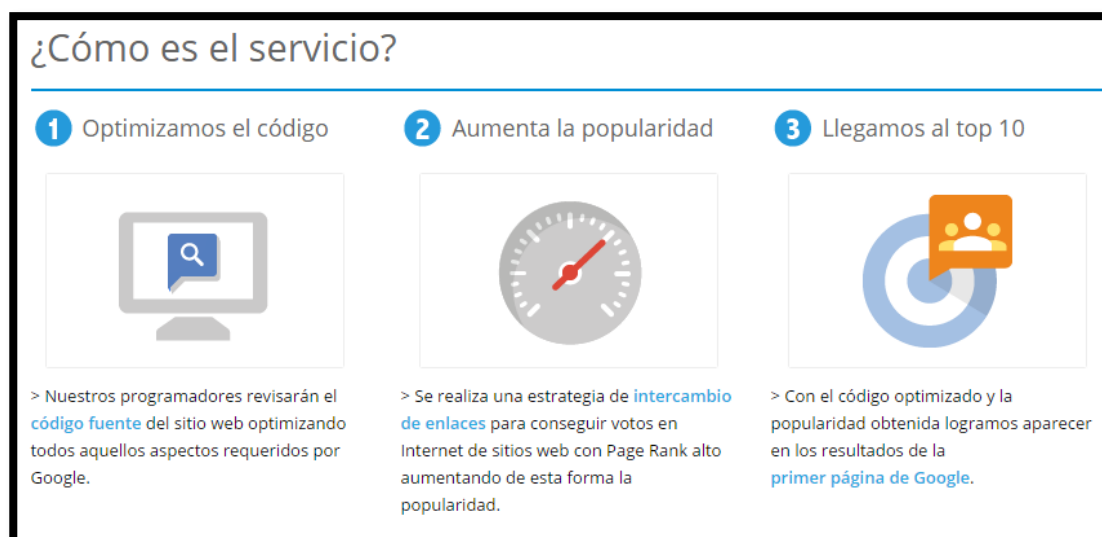 ¿Cómo es el servicio?
1 Optimizamos el código
> Nuestros programadores revisarán el
código fuente del sitio web optimizando
todos aquellos aspectos requeridos por
Google.
2 Aumenta la popularidad
> Se realiza una estrategia de intercambio
de enlaces para conseguir votos en
Internet de sitios web con Page Rank alto
aumentando de esta forma la
popularidad.
3 Llegamos al top 10
> Con el código optimizado y la
popularidad obtenida logramos aparecer
en los resultados de la
primer página de Google.